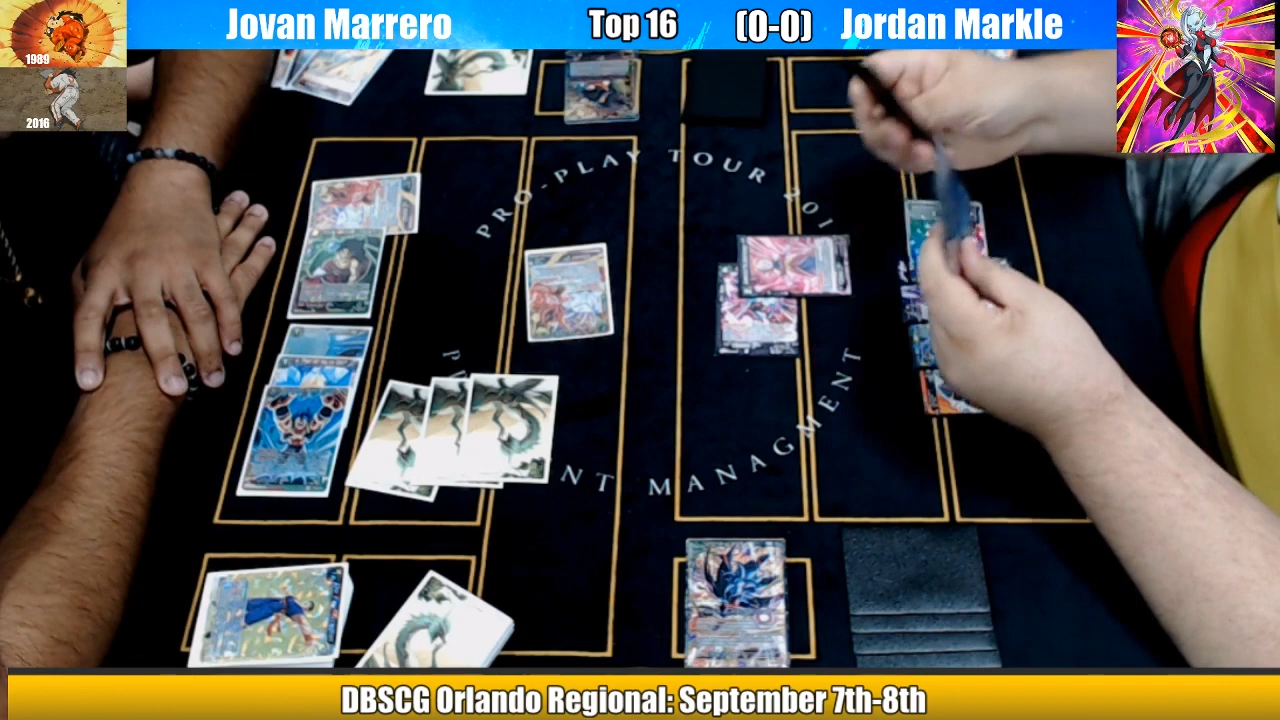 Jovan Marrero
Top 16
(0-0)
Jordan Markle
1989
2016
PRO-PLAY TOUR 201
NT MANAGMENT
DBSCG Orlando Regional: September 7th-8th